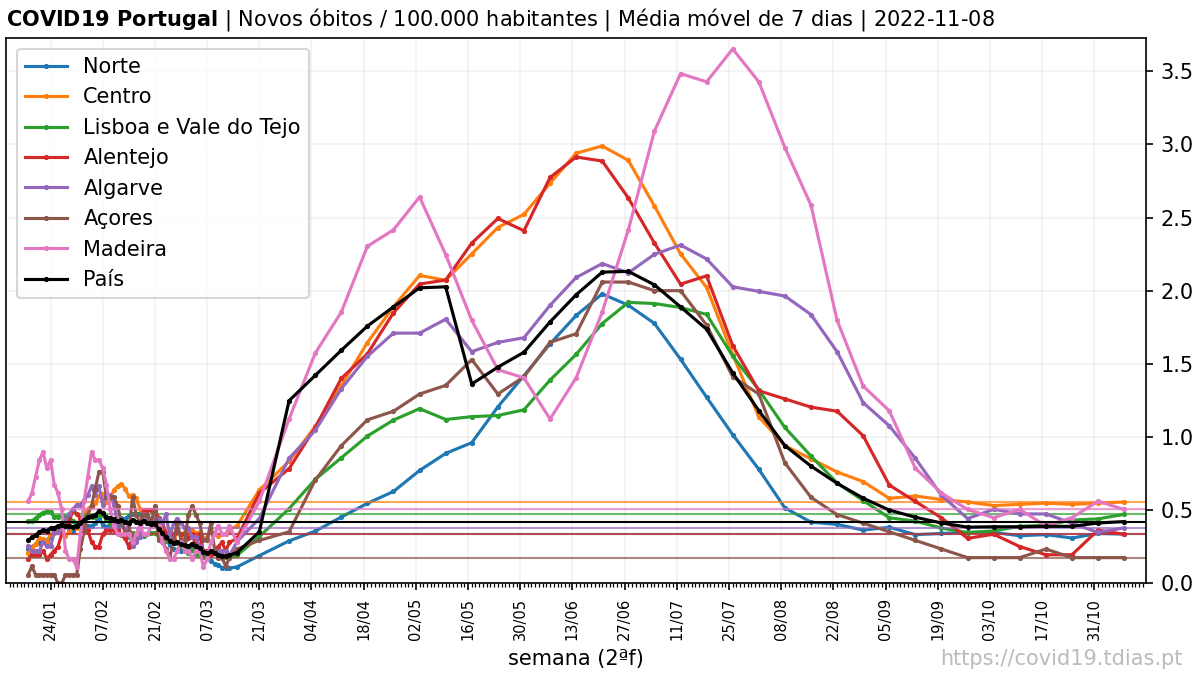 COVID19 Portugal | Novos óbitos / 100.000 habitantes | Média móvel de 7 dias | 2022-11-08
Norte
Centro
Lisboa e Vale do Tejo
Alentejo
Algarve
Açores
Madeira
País
3.5
3.0
2.5
2.0
1.5
1.0
0.5
0.0
24/01 07/02 21/02 07/03 21/03 04/04 18/04 02/05 16/05 30/05 13/06 27/06 11/07 25/07 08/08 22/08 05/09 19/09 03/10 17/10 31/10
semana (2ªf)
https://covid19.tdias.pt